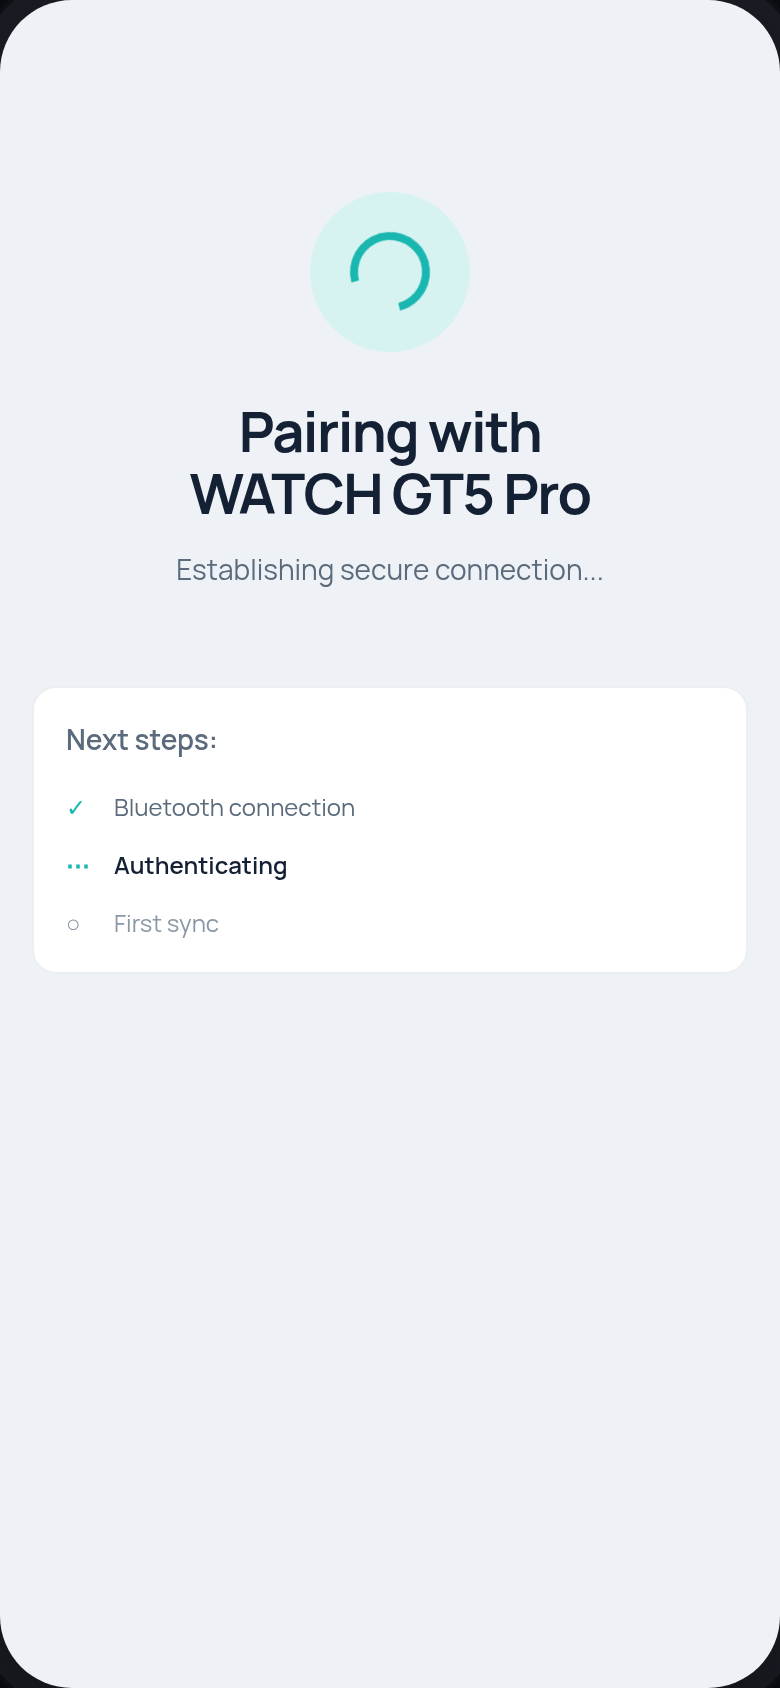 Pairing with
WATCH GT5 Pro
Establishing secure connection...
Next steps:
✓ Bluetooth connection
⋯ Authenticating
○ First sync